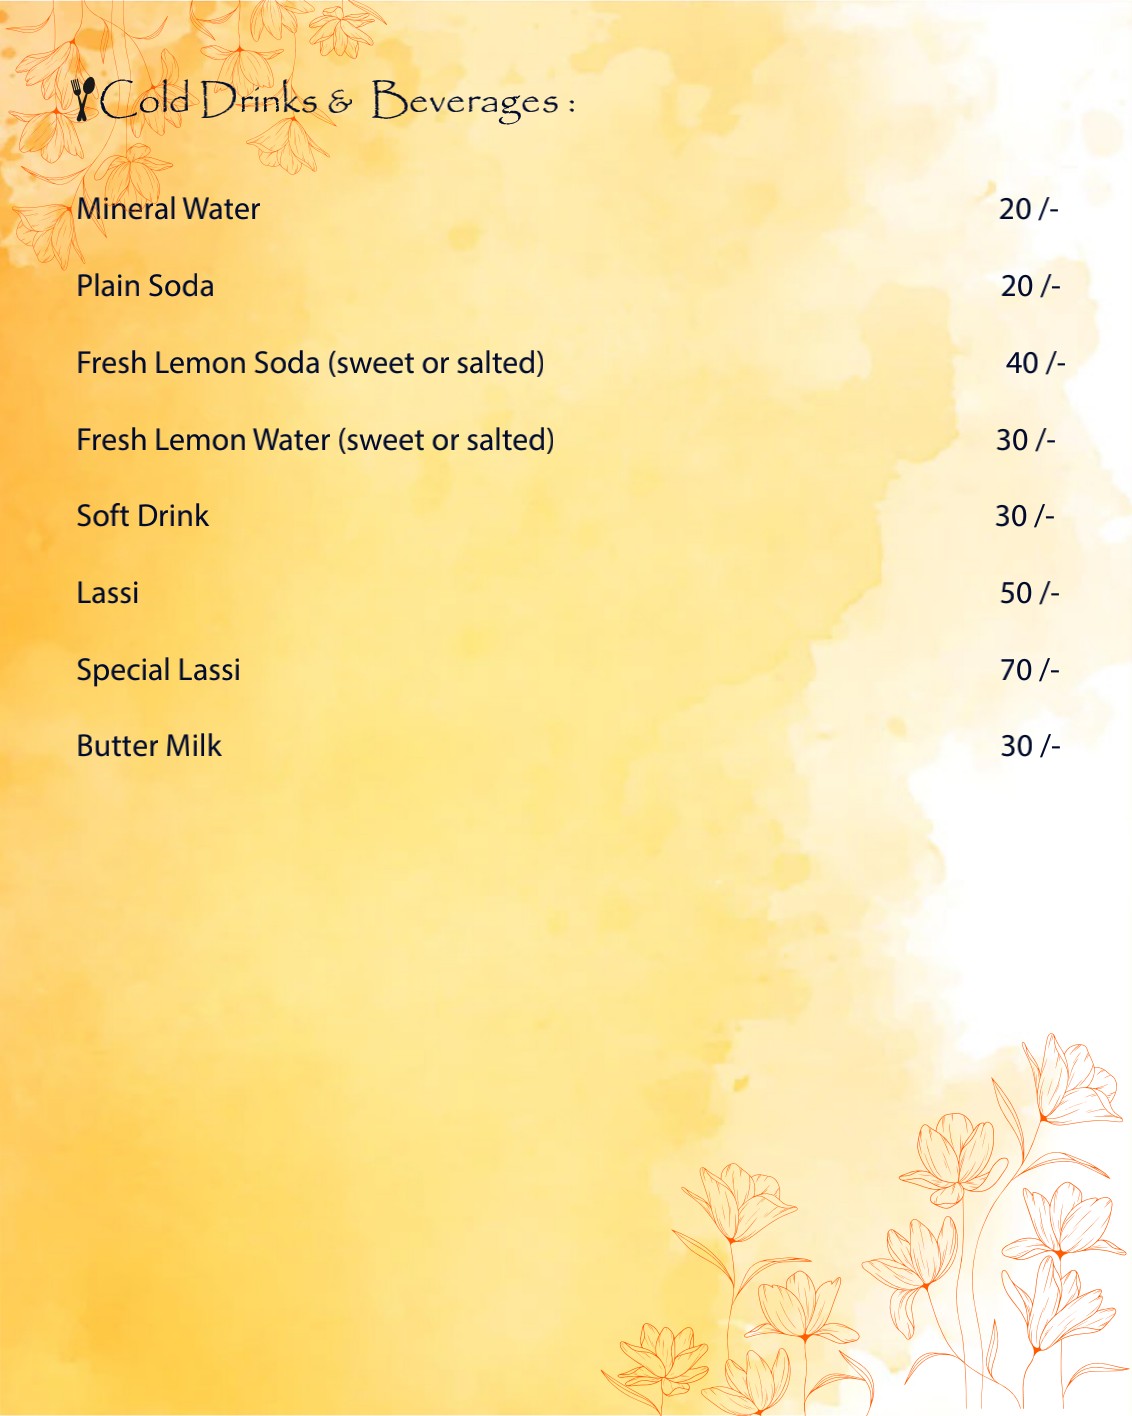 Cold Drinks & Beverages :
Mineral Water 20 /-
Plain Soda 20 /-
Fresh Lemon Soda (sweet or salted) 40 /-
Fresh Lemon Water (sweet or salted) 30 /-
Soft Drink 30 /-
Lassi 50 /-
Special Lassi 70 /-
Butter Milk 30 /-